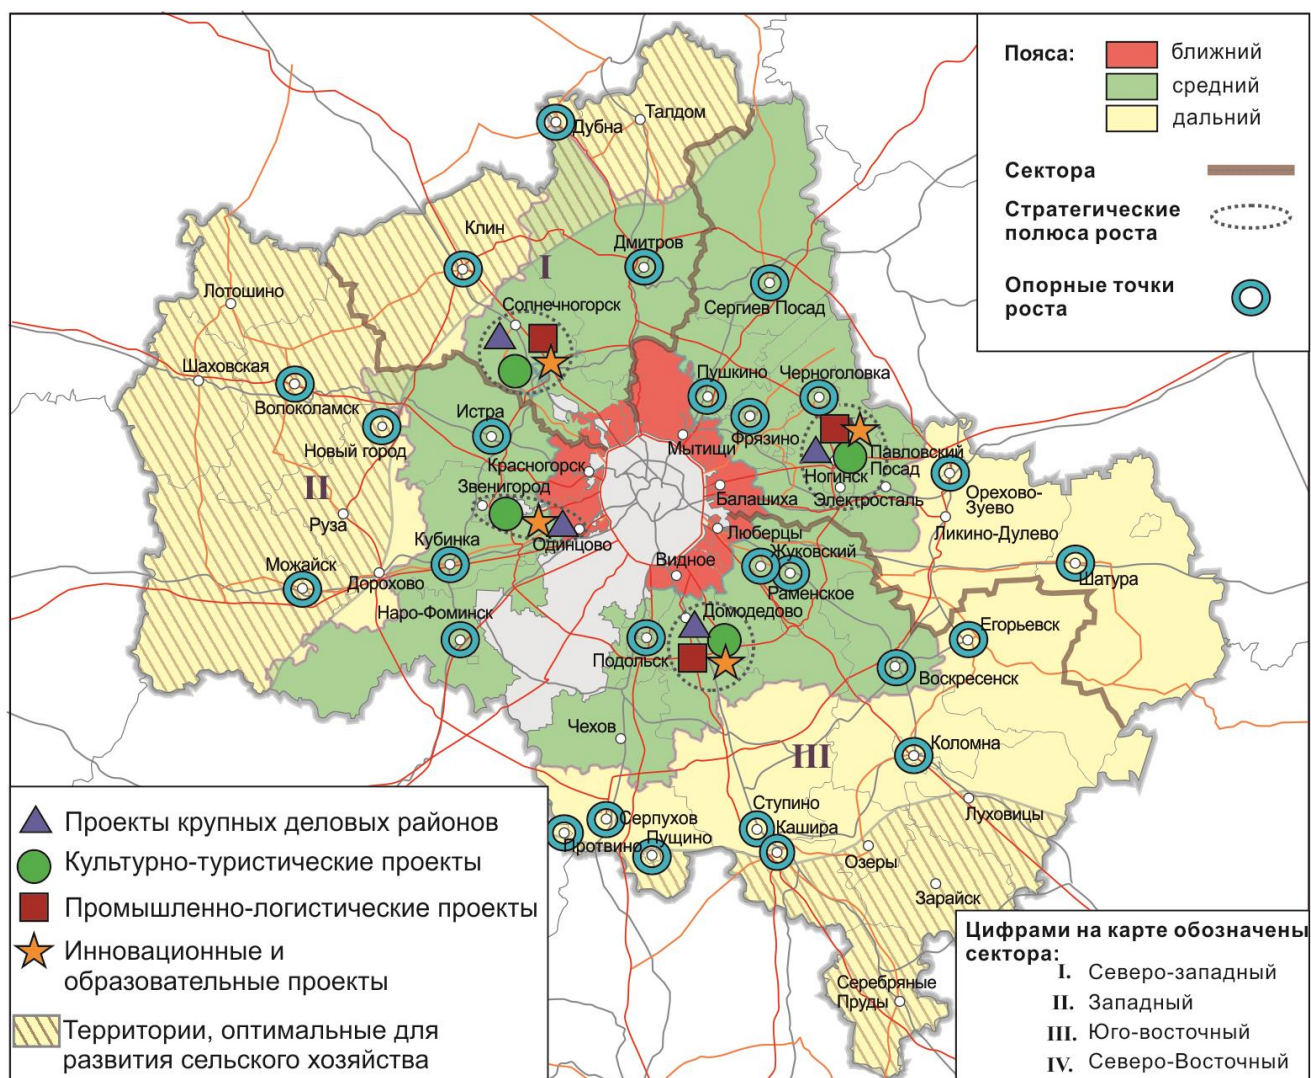 Пояса:
ближний
средний
дальний
Сектора
Стратегические
полюса роста
Опорные точки
роста
Талдом
Дубна
Клин
Дмитров
I
Лотошино
Солнечногорск
Сергиев Посад
Шаховская
Волоколамск
Пушкино
Черноголовка
Истра
Новый город
Фрязино
Мытищи
Красногорск
Павловский
Посад
Звенигород
Ногинск
II
Балашиха
Электросталь
Орехово-
Зуево
Руза
Ликино-Дулево
Кубинка
Одинцово
Люберцы
Видное
Жуковский
Можайск
Дорохово
Раменское
Шатура
Наро-Фоминск
Домодедово
Егорьевск
Подольск
Воскресенск
Чехов
III
Коломна
Ступино
Луховицы
Серпухов
Кашира
Протвино
Пущино
Озеры
Зарайск
Серебряные
Пруды
Проекты крупных деловых районов
Культурно-туристические проекты
Промышленно-логистические проекты
Инновационные и
образовательные проекты
Территории, оптимальные для
развития сельского хозяйства
Цифрами на карте обозначены
сектора:
I. Северо-западный
II. Западный
III. Юго-восточный
IV. Северо-Восточный